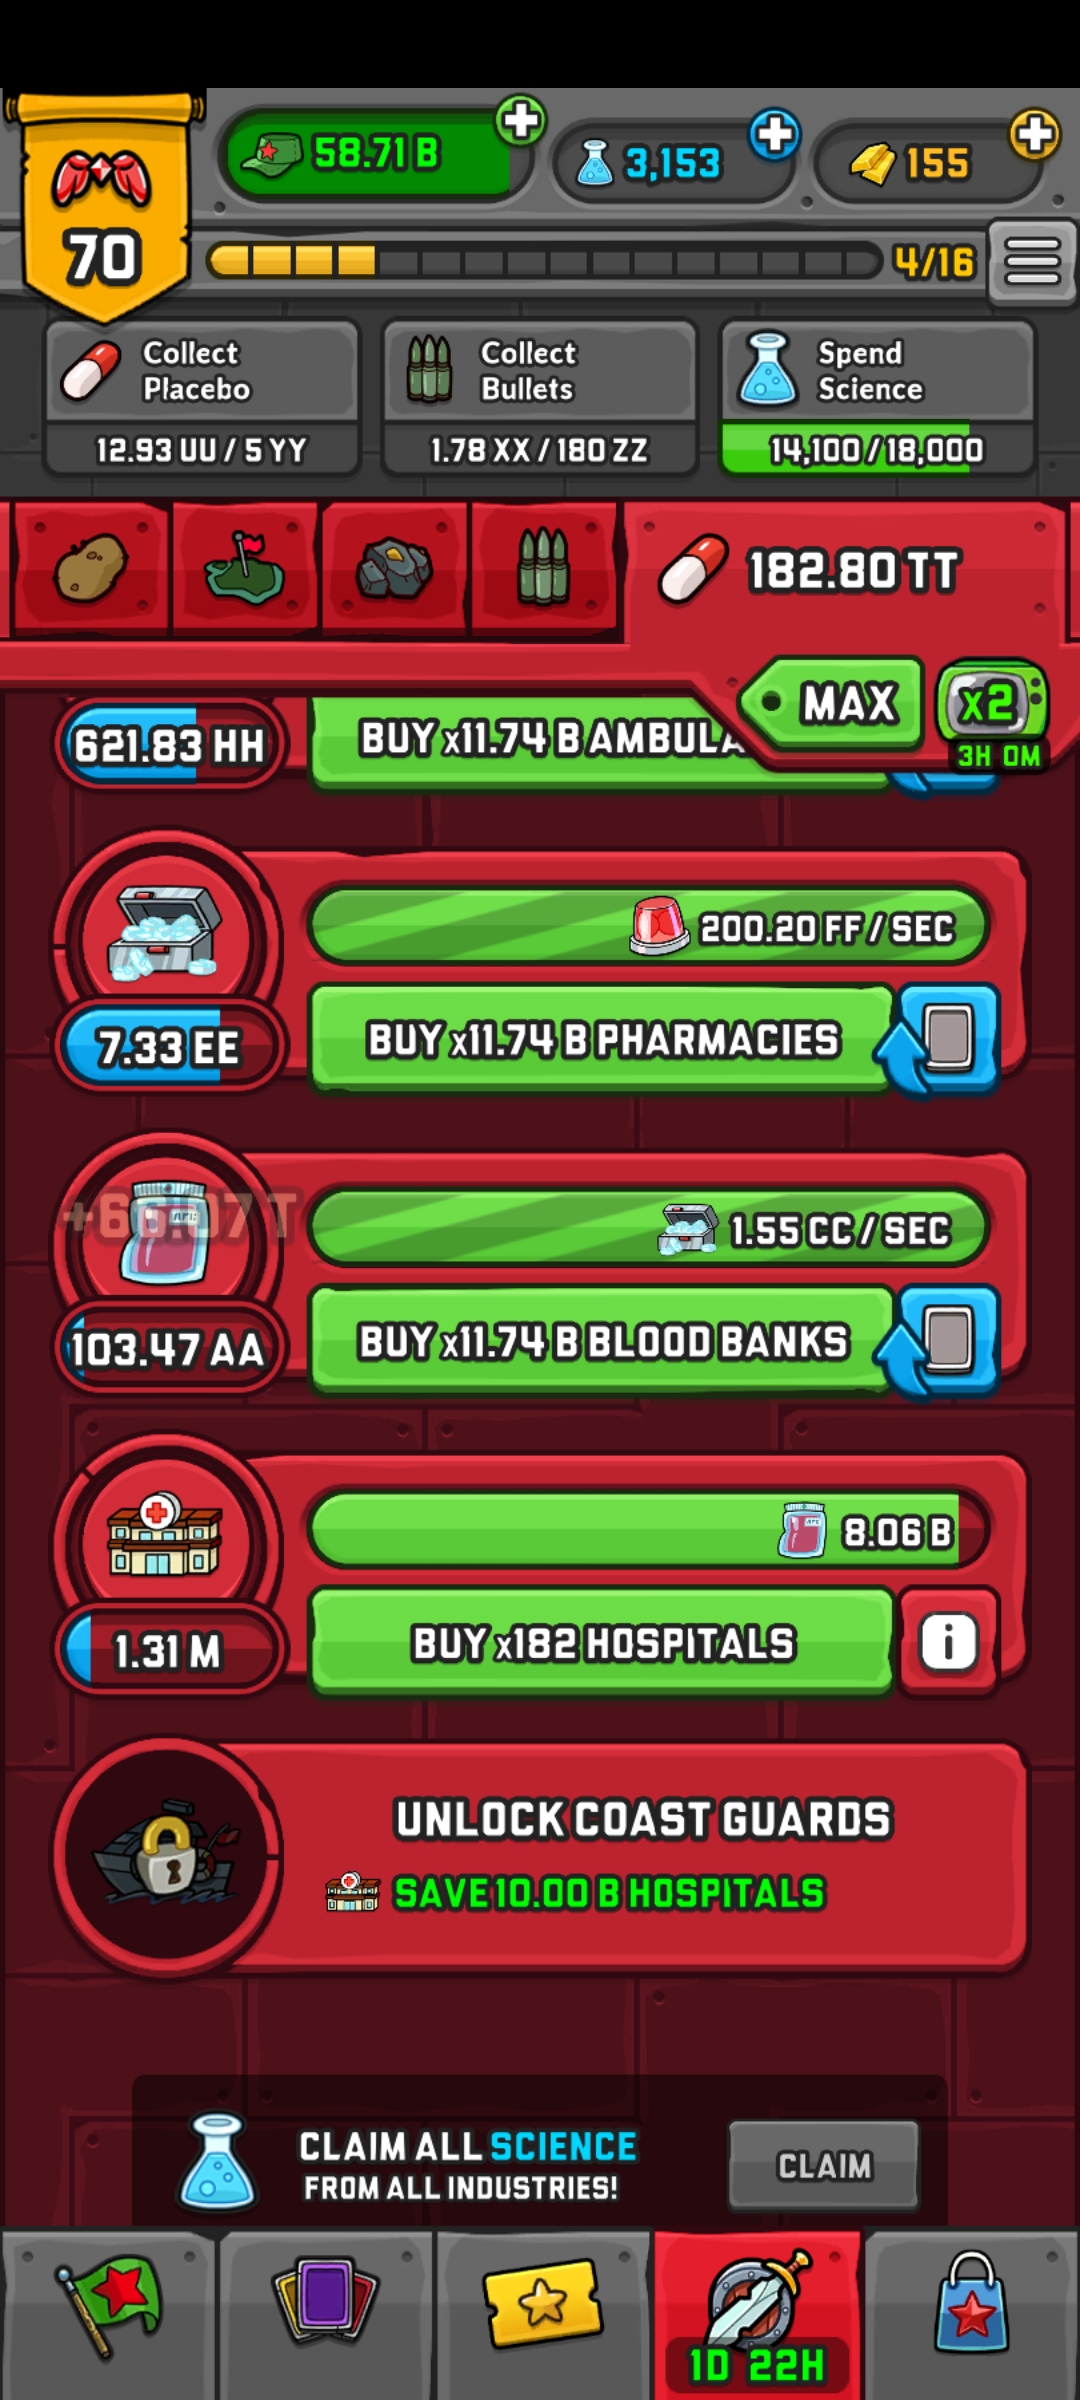 58.71 B
3,153
155
70
4/16
Collect
Placebo
12.93 UU / 5 YY
Collect
Bullets
1.78 XX / 180 ZZ
Spend
Science
14,100 / 18,000
182.80 TT
MAX
x2
3H 0M
621.83 HH
BUY x11.74 B AMBULA
200.20 FF / SEC
7.33 EE
BUY x11.74 B PHARMACIES
+66.07 T
1.55 CC / SEC
103.47 AA
BUY x11.74 B BLOOD BANKS
8.06 B
1.31 M
BUY x182 HOSPITALS
i
UNLOCK COAST GUARDS
SAVE 10.00 B HOSPITALS
CLAIM ALL SCIENCE
FROM ALL INDUSTRIES!
CLAIM
1D 22H